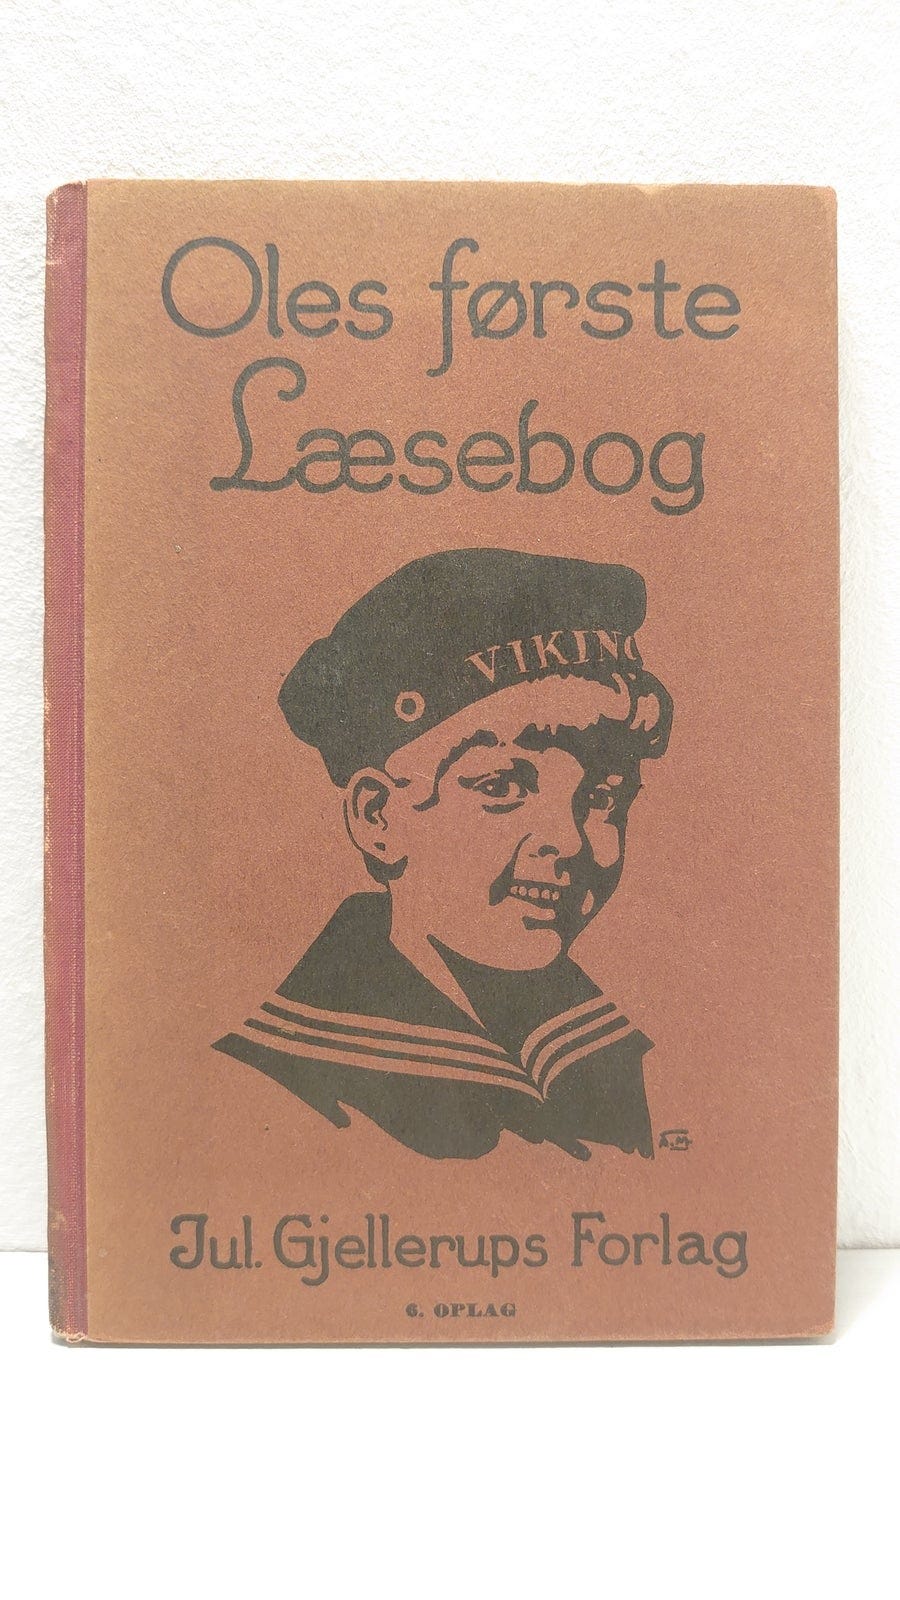 Oles første
Læsebog
VIKING
A.M
Jul. Gjellerups Forlag
6. OPLAG